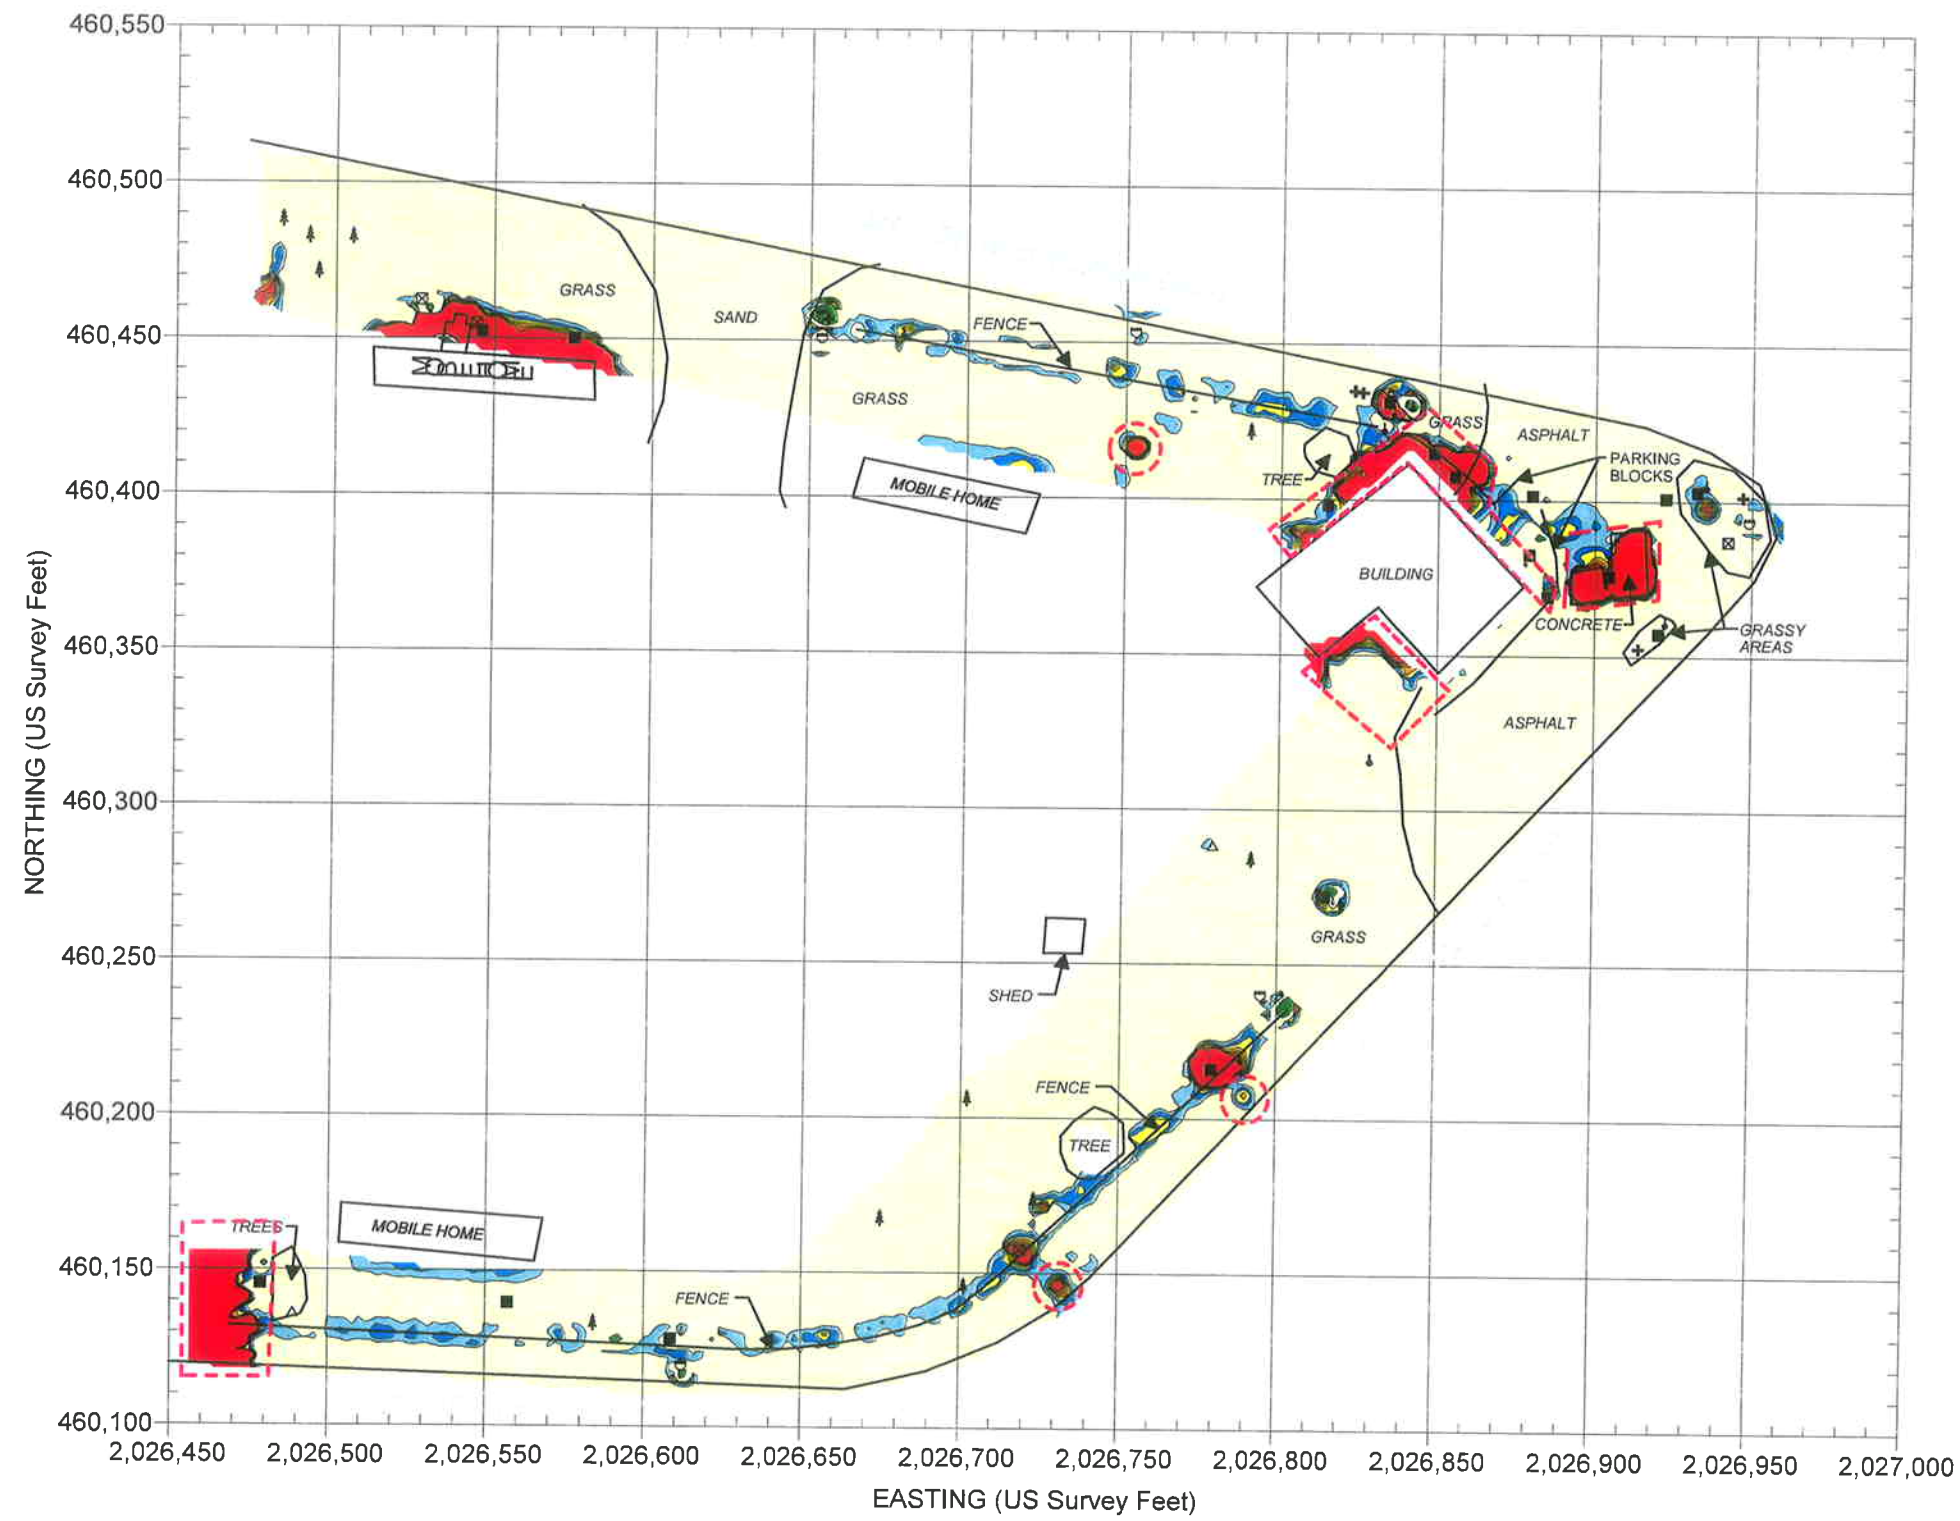 460,550
460,500
GRASS
SAND
FENCE
460,450
GRASS
GRASS
ASPHALT
PARKING
BLOCKS
TREE
MOBILE HOME
460,400
BUILDING
CONCRETE
GRASSY
AREAS
460,350
ASPHALT
460,300
GRASS
460,250
SHED
FENCE
460,200
TREE
TREES
MOBILE HOME
460,150
FENCE
460,100
NORTHING (US Survey Feet)
2,026,450 2,026,500 2,026,550 2,026,600 2,026,650 2,026,700 2,026,750 2,026,800 2,026,850 2,026,900 2,026,950 2,027,000
EASTING (US Survey Feet)